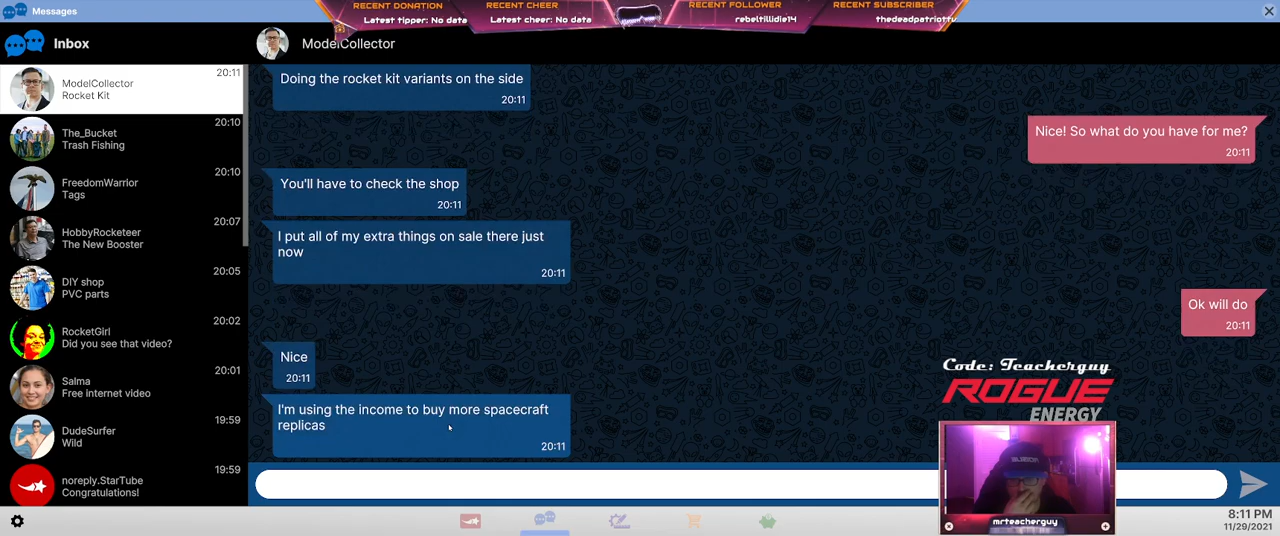 Messages
RECENT DONATION
Latest tipper: No data
RECENT CHEER
Latest cheer: No data
RECENT FOLLOWER
rebeltillidie14
RECENT SUBSCRIBER
thedeadpatriotty
Inbox
ModelCollector
ModelCollector
Rocket Kit
20:11
The_Bucket
Trash Fishing
20:10
FreedomWarrior
Tags
20:10
HobbyRocketeer
The New Booster
20:07
DIY shop
PVC parts
20:05
RocketGirl
Did you see that video?
20:02
Salma
Free internet video
20:01
DudeSurfer
Wild
19:59
noreply.StarTube
Congratulations!
19:59
Doing the rocket kit variants on the side
20:11
Nice! So what do you have for me?
20:11
You'll have to check the shop
20:11
I put all of my extra things on sale there just
now
20:11
Ok will do
20:11
Nice
20:11
I'm using the income to buy more spacecraft
replicas
20:11
Code: Teacherguy
ROGUE
ENERGY
mrteacherguy
8:11 PM
11/29/2021